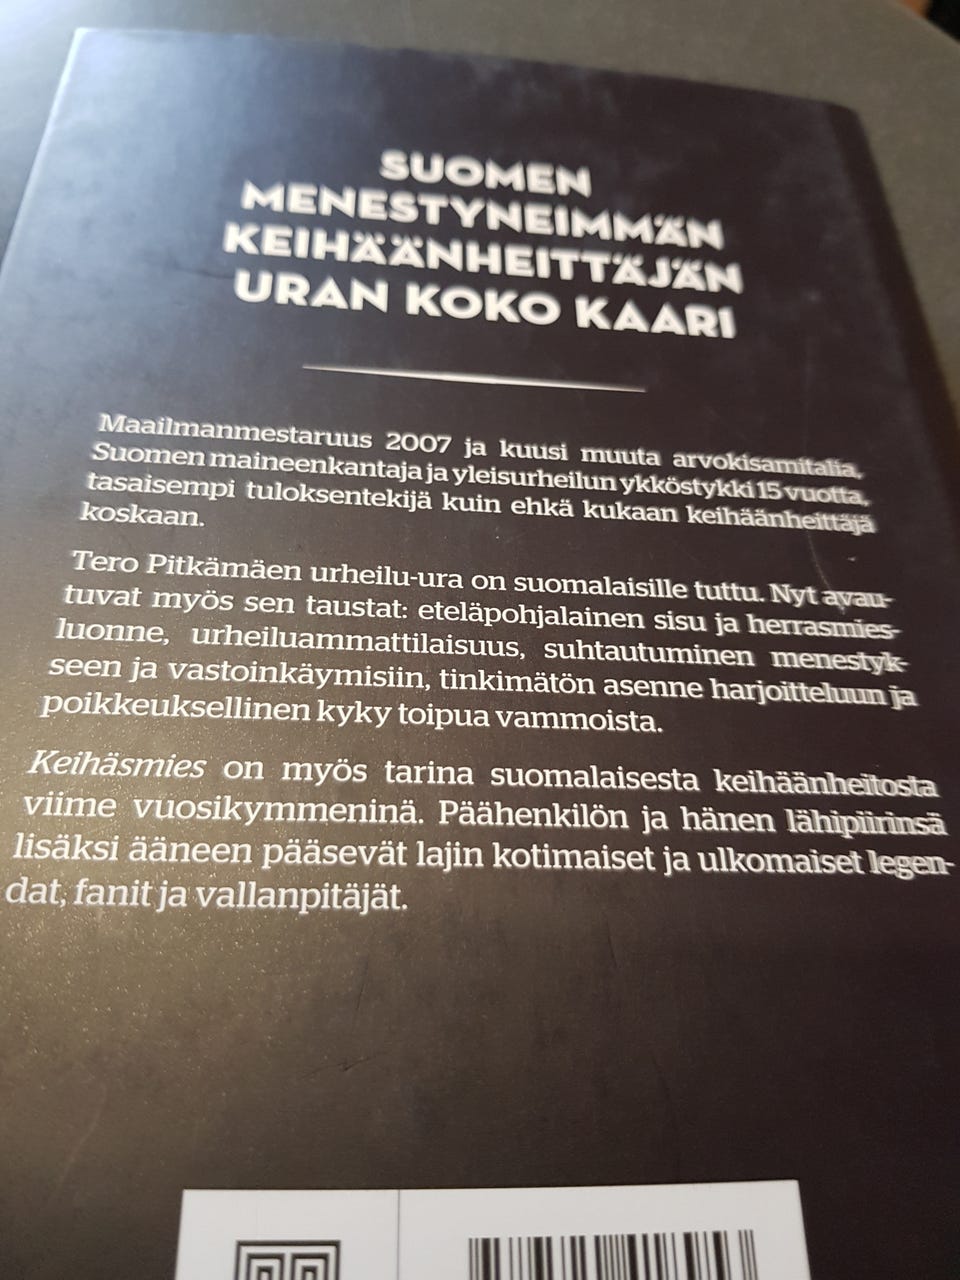 SUOMEN
MENESTYNEIMMÄN
KEIHÄÄNHEITTÄJÄN
URAN KOKO KAARI
Maailmanmestaruus 2007 ja kuusi muuta arvokisamitalia,
Suomen maineenkantaja ja yleisurheilun ykköstykki 15 vuotta,
tasaisempi tuloksentekijä kuin ehkä kukaan keihäänheittäjä
koskaan.
Tero Pitkämäen urheilu-ura on suomalaisille tuttu. Nyt avau-
tuvat myös sen taustat: eteläpohjalainen sisu ja herrasmies-
luonne, urheiluammattilaisuus, suhtautuminen menestyk-
seen ja vastoinkäymisiin, tinkimätön asenne harjoitteluun ja
poikkeuksellinen kyky toipua vammoista.
Keihäsmies on myös tarina suomalaisesta keihäänheitosta
viime vuosikymmeninä. Päähenkilön ja hänen lähipiirinsä
lisäksi ääneen pääsevät lajin kotimaiset ja ulkomaiset legen-
dat, fanit ja vallanpitäjät.